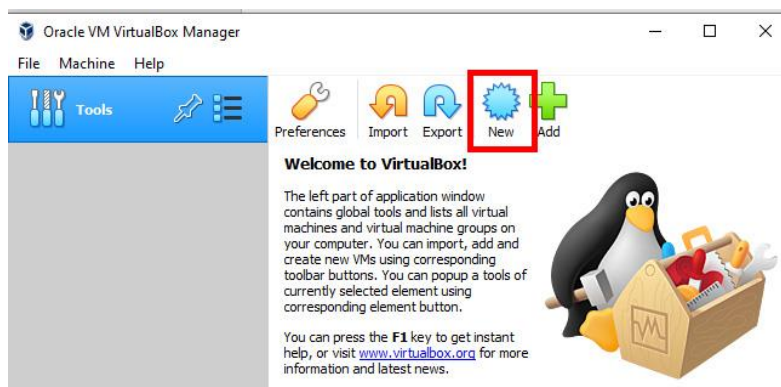 Oracle VM VirtualBox Manager
File Machine Help
Tools
Preferences Import Export New Add
Welcome to VirtualBox!
The left part of application window
contains global tools and lists all virtual
machines and virtual machine groups on
your computer. You can import, add and
create new VMs using corresponding
toolbar buttons. You can popup a tools of
currently selected element using
corresponding element button.
You can press the F1 key to get instant
help, or visit www.virtualbox.org for more
information and latest news.